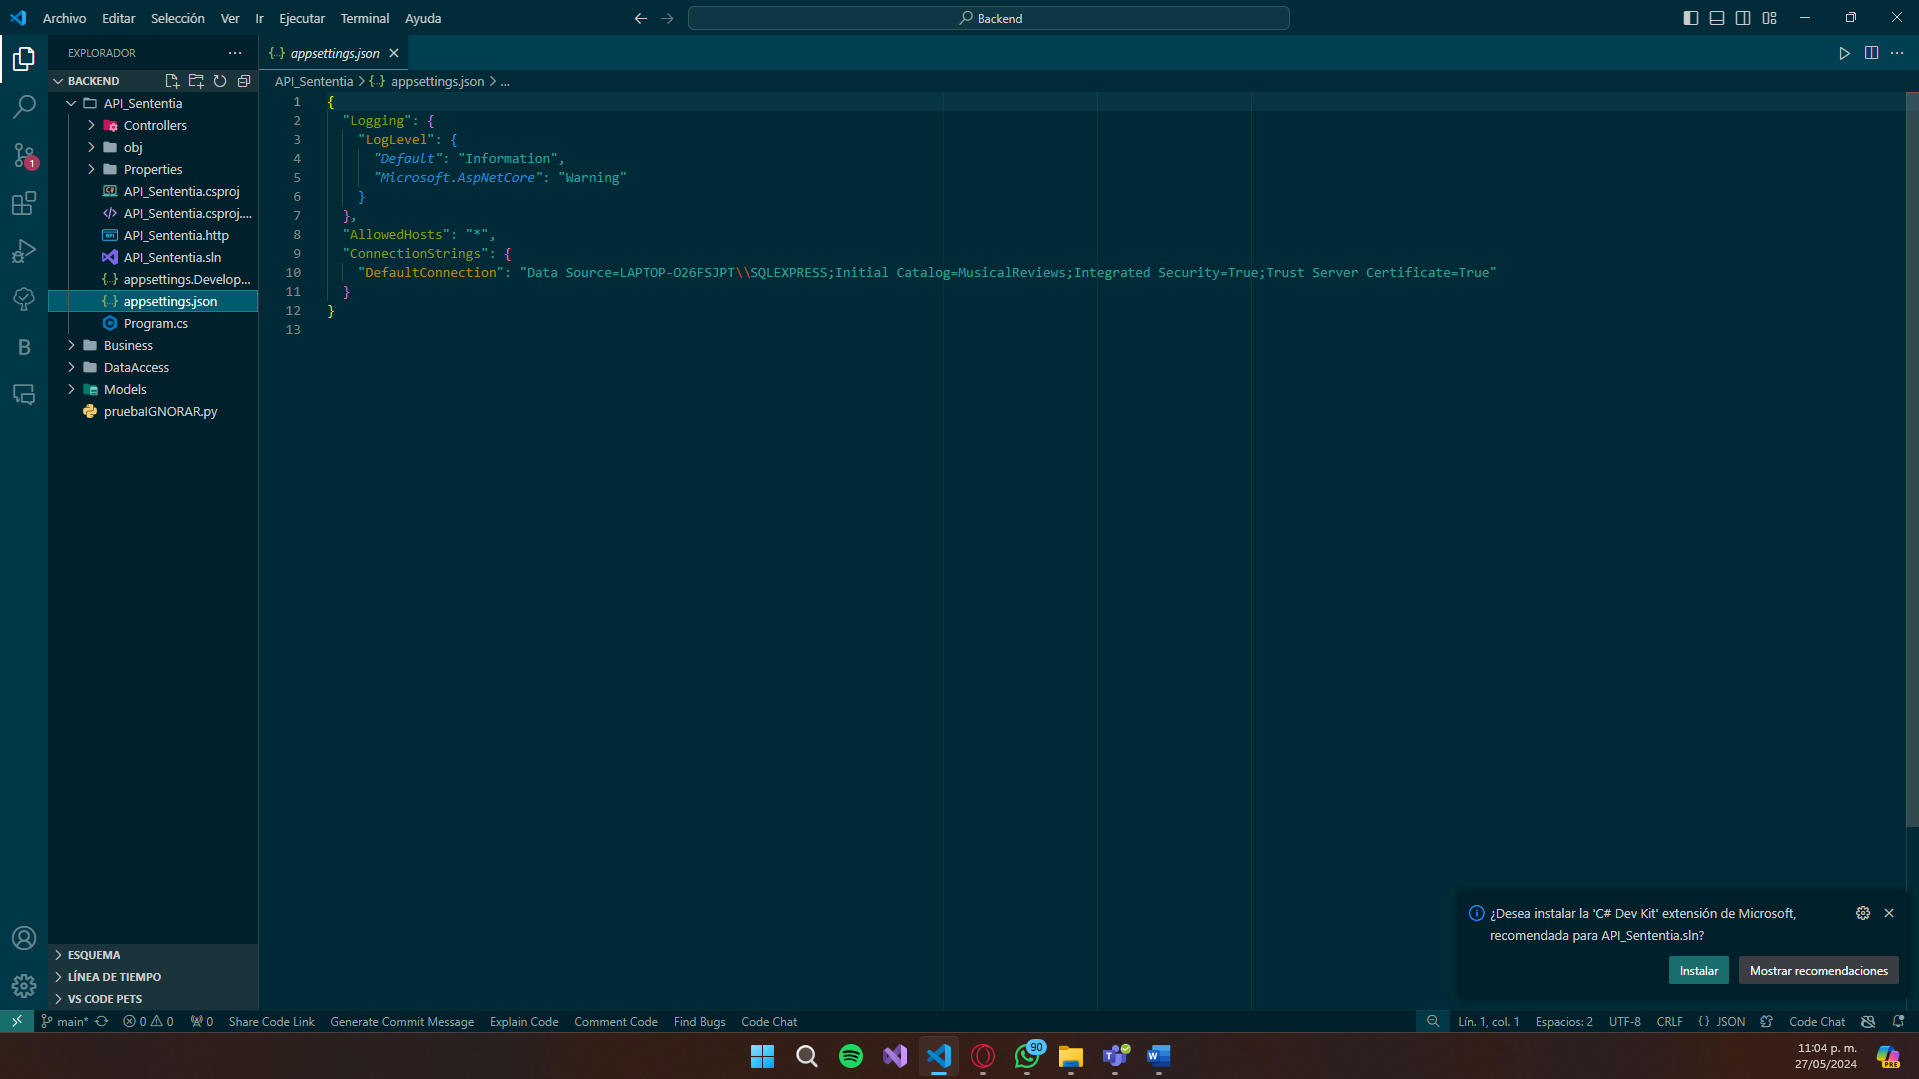 Archivo Editar Selección Ver Ir Ejecutar Terminal Ayuda
Backend
EXPLORADOR
appsettings.json
BACKEND
API_Sententia
Controllers
obj
Properties
API_Sententia.csproj
API_Sententia.csproj....
API_Sententia.http
API_Sententia.sln
appsettings.Develop...
appsettings.json
Program.cs
Business
DataAccess
Models
pruebaIGNORAR.py
API_Sententia > appsettings.json > ...
1 {
2 "Logging": {
3 "LogLevel": {
4 "Default": "Information",
5 "Microsoft.AspNetCore": "Warning"
6 }
7 },
8 "AllowedHosts": "*",
9 "ConnectionStrings": {
10 "DefaultConnection": "Data Source=LAPTOP-O26FSJPT\\SQLEXPRESS;Initial Catalog=MusicalReviews;Integrated Security=True;Trust Server Certificate=True"
11 }
12 }
13
1
B
ESQUEMA
LÍNEA DE TIEMPO
VS CODE PETS
¿Desea instalar la 'C# Dev Kit' extensión de Microsoft,
recomendada para API_Sententia.sln?
Instalar Mostrar recomendaciones
main* 0 0 0 Share Code Link Generate Commit Message Explain Code Comment Code Find Bugs Code Chat
Lín. 1, col. 1 Espacios: 2 UTF-8 CRLF {} JSON Code Chat
90
11:04 p. m.
27/05/2024
PRE